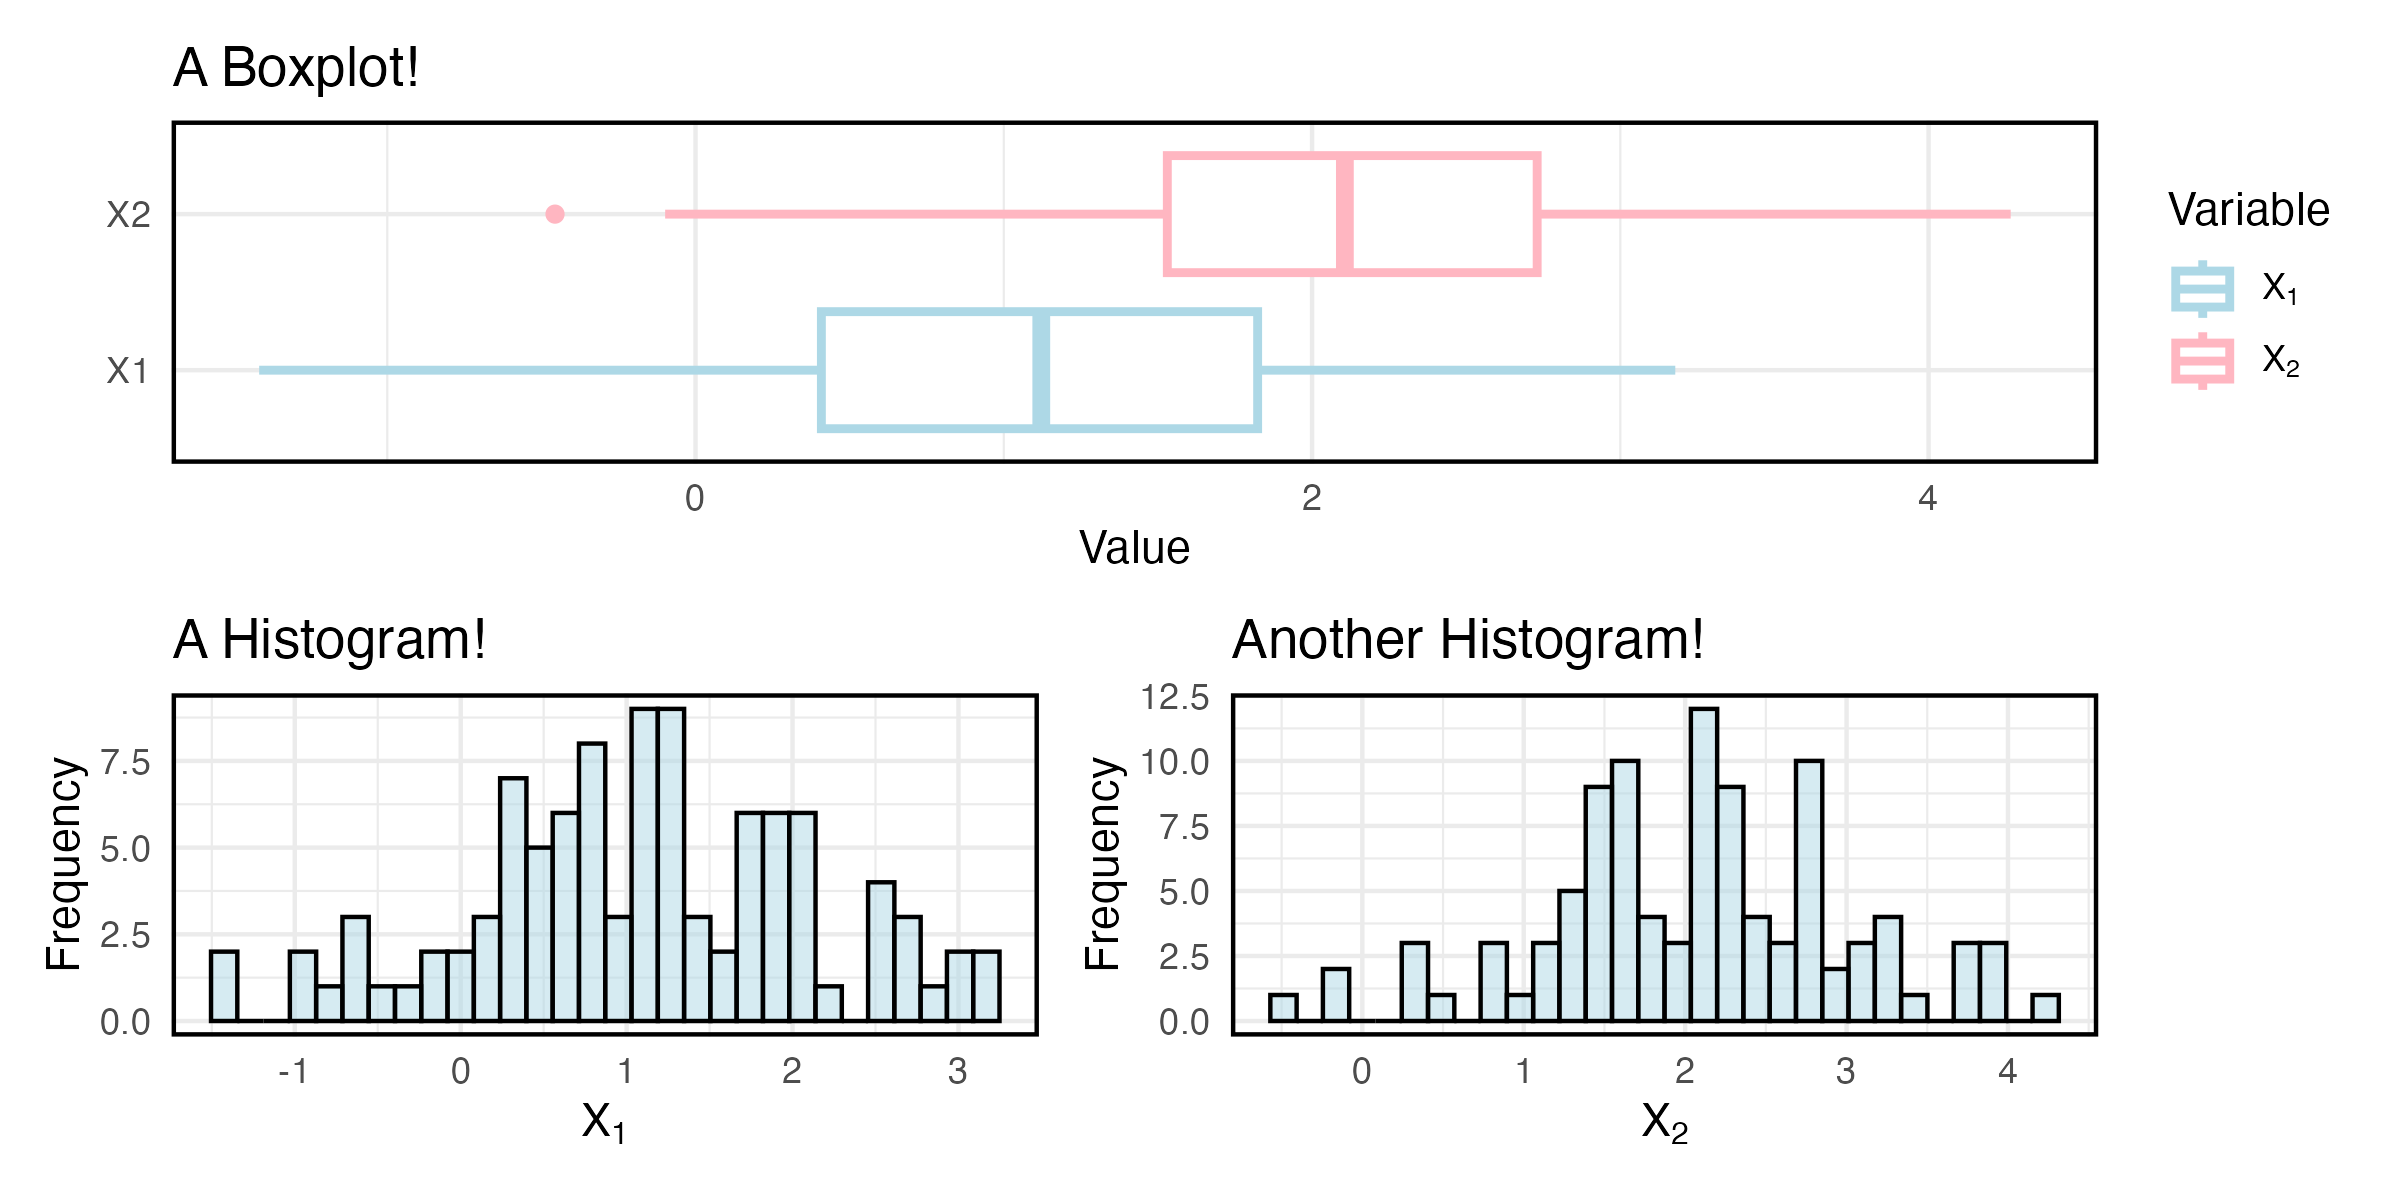 A Boxplot!
X2
X1
0 2 4
Value
Variable
X₁
X₂
A Histogram!
Frequency
7.5
5.0
2.5
0.0
-1 0 1 2 3
X₁
Another Histogram!
Frequency
12.5
10.0
7.5
5.0
2.5
0.0
0 1 2 3 4
X₂